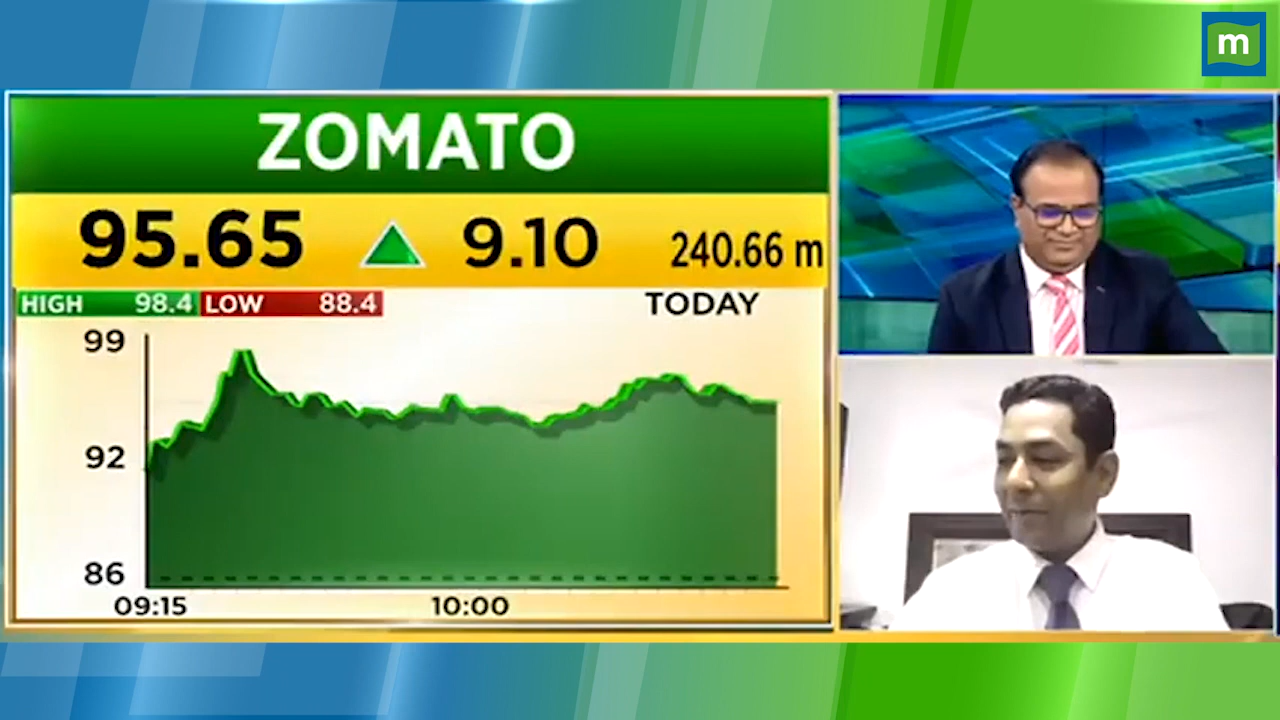 m
ZOMATO
95.65 ▲ 9.10 240.66 m
HIGH 98.4 LOW 88.4 TODAY
99
92
86
09:15 10:00